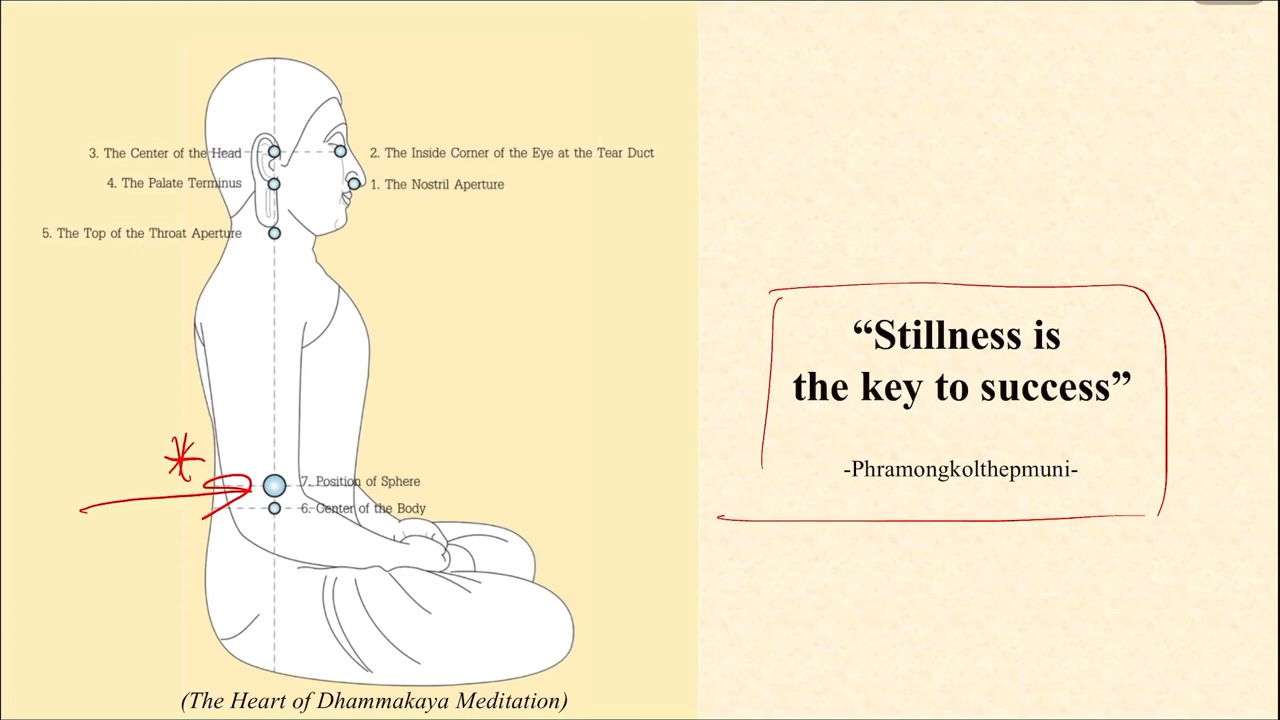 3. The Center of the Head
2. The Inside Corner of the Eye at the Tear Duct
4. The Palate Terminus
1. The Nostril Aperture
5. The Top of the Throat Aperture
7. Position of Sphere
6. Center of the Body
(The Heart of Dhammakaya Meditation)
“Stillness is
the key to success”
-Phramongkolthepmuni-